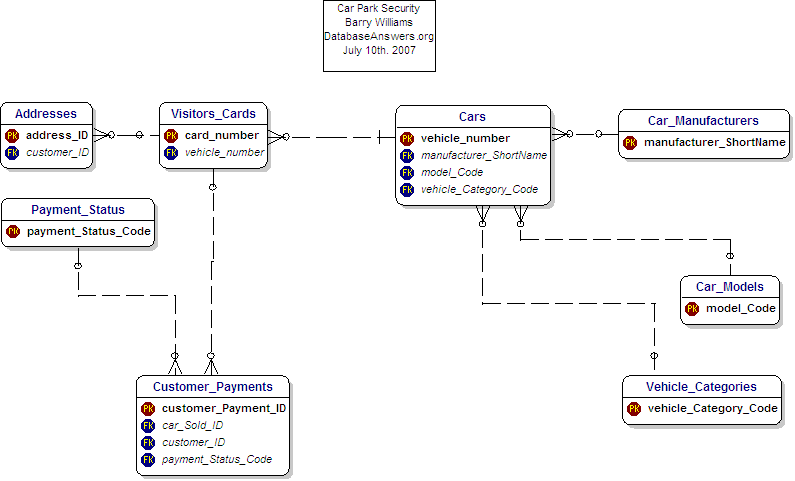 Car Park Security
Barry Williams
DatabaseAnswers.org
July 10th. 2007
Addresses
PK address_ID
FK customer_ID
Visitors_Cards
PK card_number
FK vehicle_number
Cars
PK vehicle_number
FK manufacturer_ShortName
FK model_Code
FK vehicle_Category_Code
Car_Manufacturers
PK manufacturer_ShortName
Payment_Status
PK payment_Status_Code
Car_Models
PK model_Code
Customer_Payments
PK customer_Payment_ID
FK car_Sold_ID
FK customer_ID
FK payment_Status_Code
Vehicle_Categories
PK vehicle_Category_Code